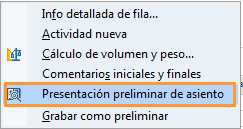 Info detallada de fila...
Actividad nueva
Cálculo de volumen y peso...
Comentarios iniciales y finales
Presentación preliminar de asiento
Grabar como preliminar